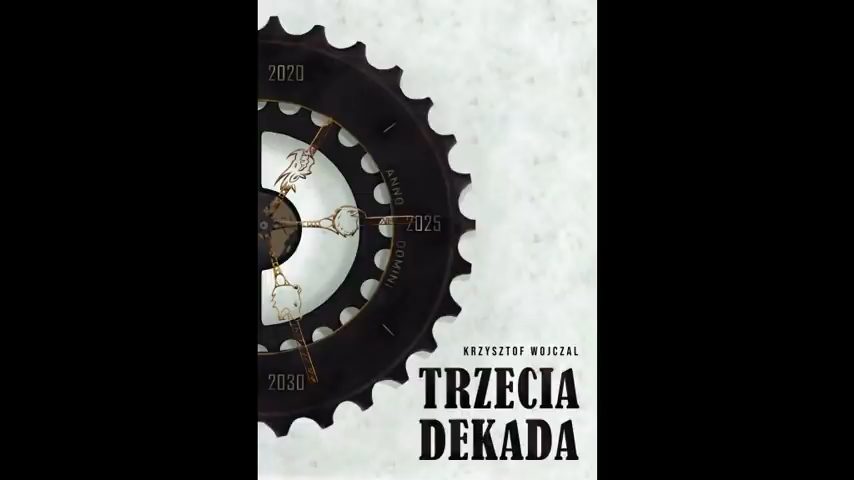 2020
ANNO
2025
DOMINI
2030
KRZYSZTOF WOJCZAL
TRZECIA
DEKADA